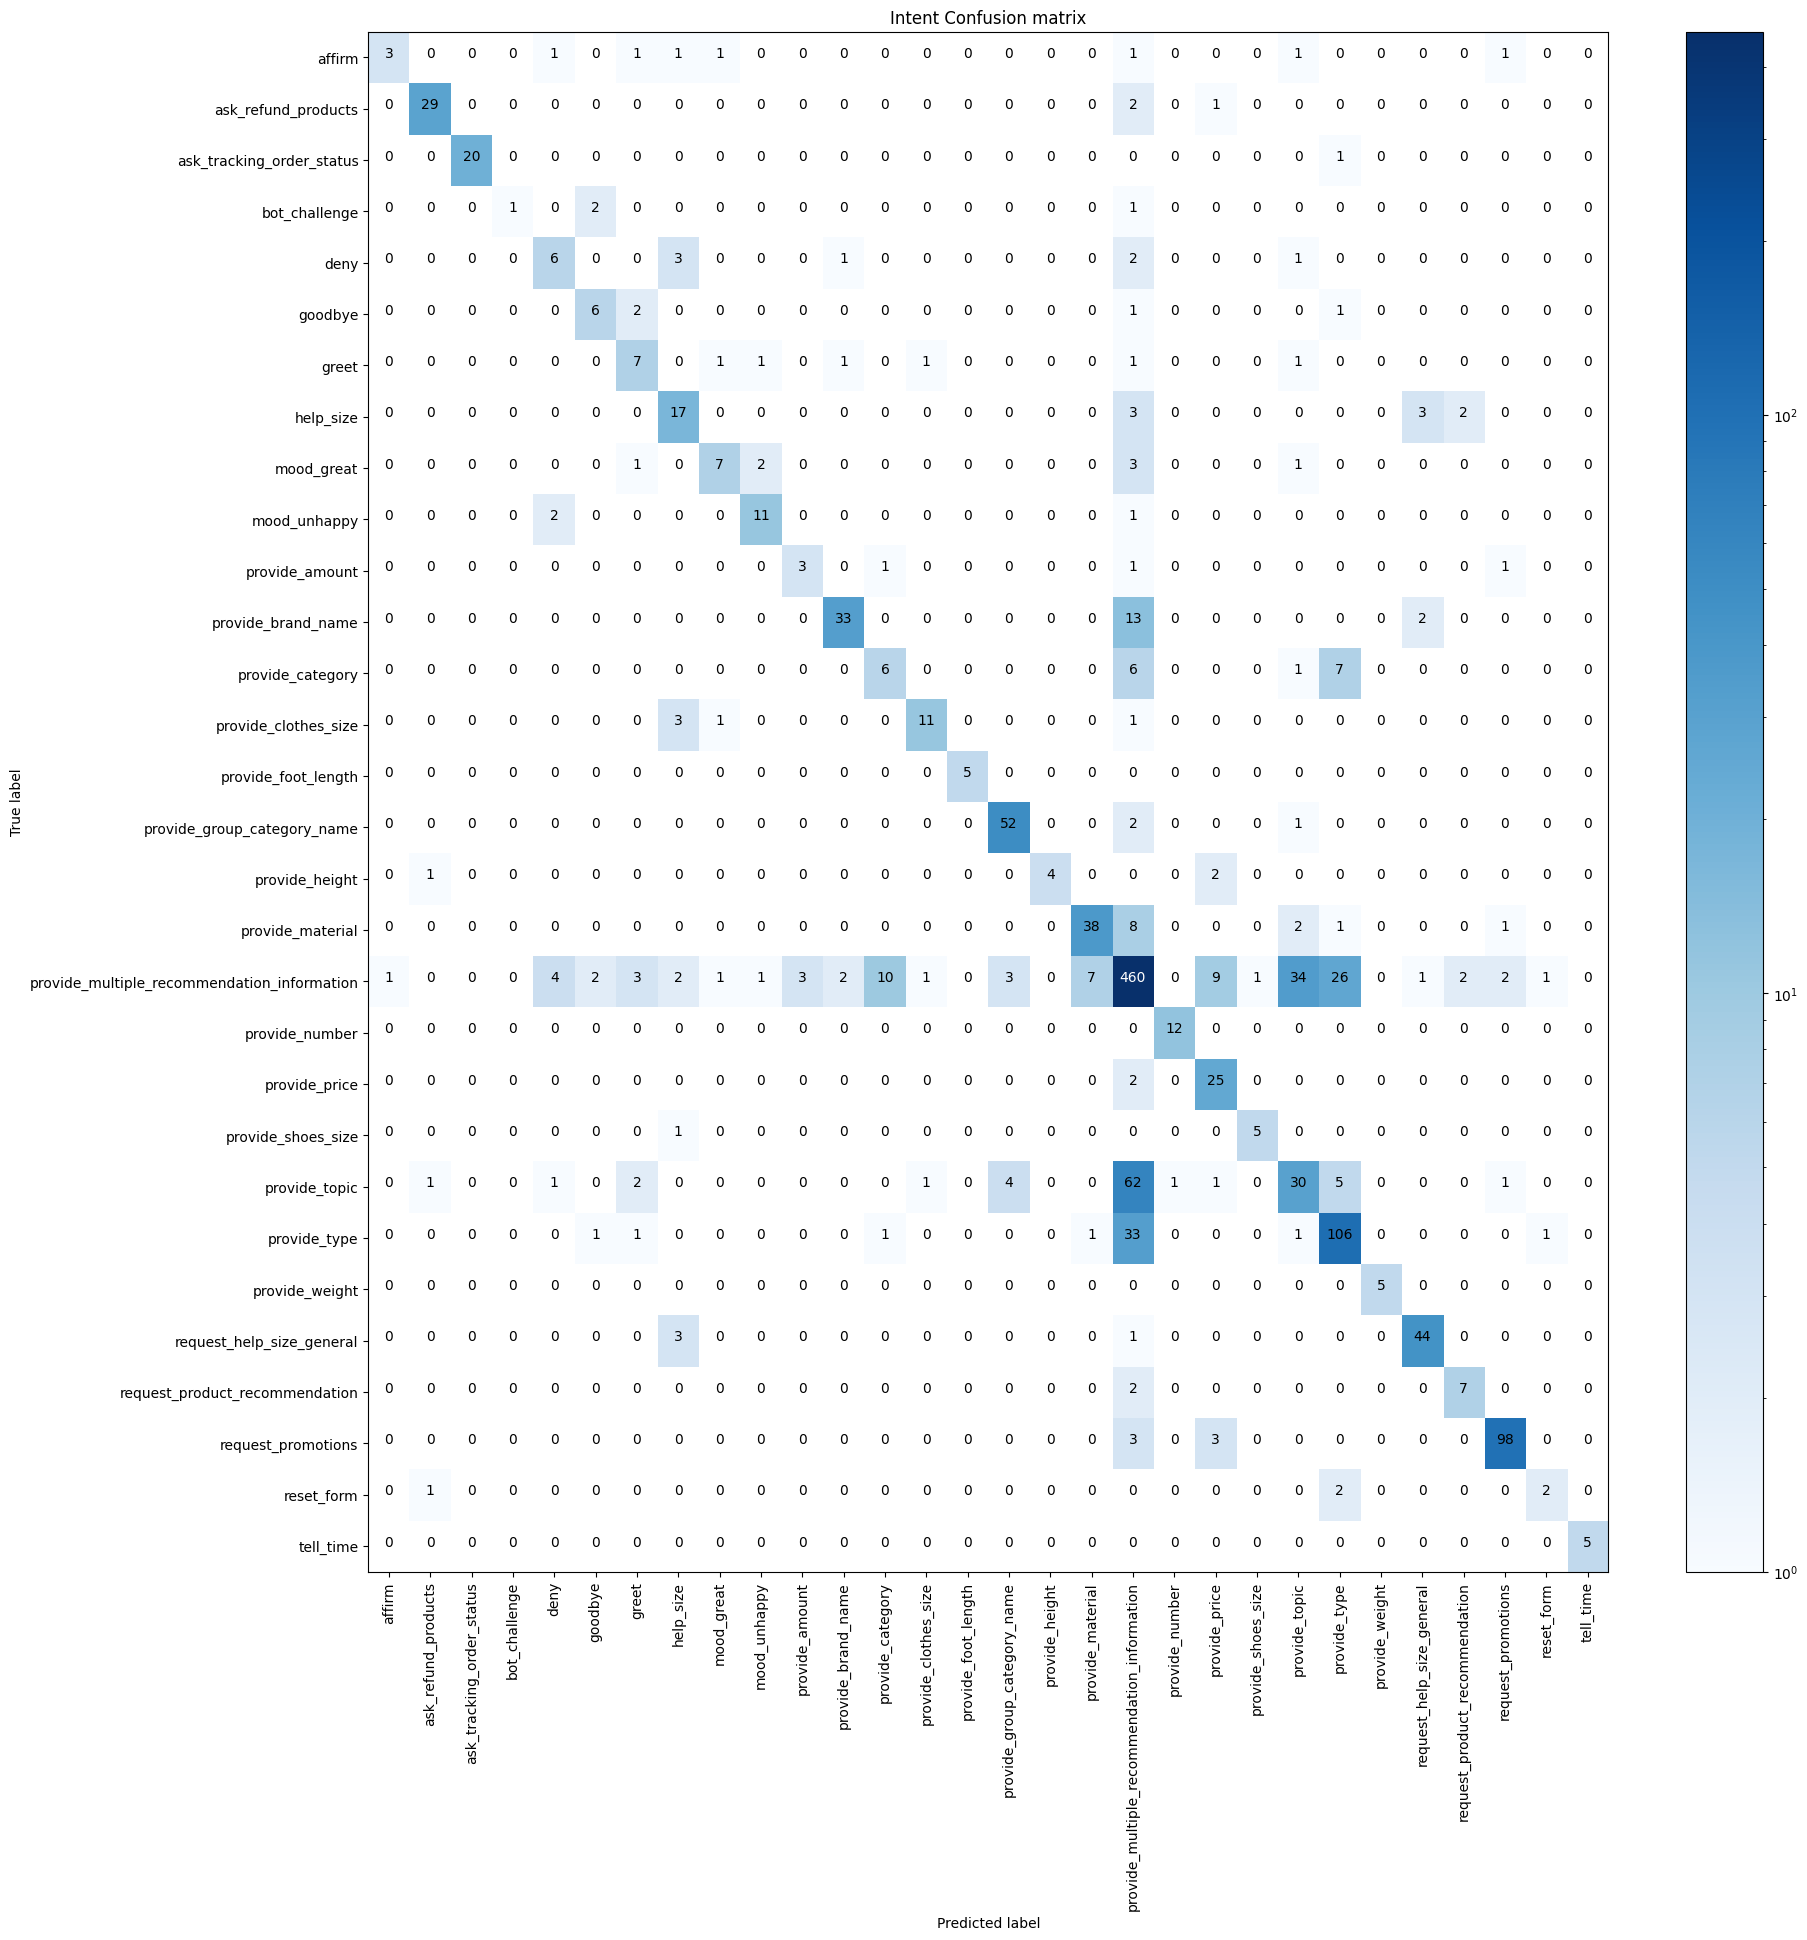 Intent Confusion matrix
True label
affirm 3 0 0 0 1 0 1 1 1 0 0 0 0 0 0 0 0 0 1 0 0 0 1 0 0 0 0 1 0 0
ask_refund_products 0 29 0 0 0 0 0 0 0 0 0 0 0 0 0 0 0 0 2 0 1 0 0 0 0 0 0 0 0 0
ask_tracking_order_status 0 0 20 0 0 0 0 0 0 0 0 0 0 0 0 0 0 0 0 0 0 0 0 1 0 0 0 0 0 0
bot_challenge 0 0 0 1 0 2 0 0 0 0 0 0 0 0 0 0 0 0 1 0 0 0 0 0 0 0 0 0 0 0
deny 0 0 0 0 6 0 0 3 0 0 0 1 0 0 0 0 0 0 2 0 0 0 1 0 0 0 0 0 0 0
goodbye 0 0 0 0 0 6 2 0 0 0 0 0 0 0 0 0 0 0 1 0 0 0 0 1 0 0 0 0 0 0
greet 0 0 0 0 0 0 7 0 1 1 0 1 0 1 0 0 0 0 1 0 0 0 1 0 0 0 0 0 0 0
help_size 0 0 0 0 0 0 0 17 0 0 0 0 0 0 0 0 0 0 3 0 0 0 0 0 0 3 2 0 0 0
mood_great 0 0 0 0 0 0 1 0 7 2 0 0 0 0 0 0 0 0 3 0 0 0 1 0 0 0 0 0 0 0
mood_unhappy 0 0 0 0 2 0 0 0 0 11 0 0 0 0 0 0 0 0 1 0 0 0 0 0 0 0 0 0 0 0
provide_amount 0 0 0 0 0 0 0 0 0 0 3 0 1 0 0 0 0 0 1 0 0 0 0 0 0 0 0 1 0 0
provide_brand_name 0 0 0 0 0 0 0 0 0 0 0 33 0 0 0 0 0 0 13 0 0 0 0 0 0 2 0 0 0 0
provide_category 0 0 0 0 0 0 0 0 0 0 0 0 6 0 0 0 0 0 6 0 0 0 1 7 0 0 0 0 0 0
provide_clothes_size 0 0 0 0 0 0 0 3 1 0 0 0 0 11 0 0 0 0 1 0 0 0 0 0 0 0 0 0 0 0
provide_foot_length 0 0 0 0 0 0 0 0 0 0 0 0 0 0 5 0 0 0 0 0 0 0 0 0 0 0 0 0 0 0
provide_group_category_name 0 0 0 0 0 0 0 0 0 0 0 0 0 0 0 52 0 0 2 0 0 0 1 0 0 0 0 0 0 0
provide_height 0 1 0 0 0 0 0 0 0 0 0 0 0 0 0 0 4 0 0 0 2 0 0 0 0 0 0 0 0 0
provide_material 0 0 0 0 0 0 0 0 0 0 0 0 0 0 0 0 0 38 8 0 0 0 2 1 0 0 0 1 0 0
provide_multiple_recommendation_information 1 0 0 0 4 2 3 2 1 1 3 2 10 1 0 3 0 7 460 0 9 1 34 26 0 1 2 2 1 0
provide_number 0 0 0 0 0 0 0 0 0 0 0 0 0 0 0 0 0 0 0 12 0 0 0 0 0 0 0 0 0 0
provide_price 0 0 0 0 0 0 0 0 0 0 0 0 0 0 0 0 0 0 2 0 25 0 0 0 0 0 0 0 0 0
provide_shoes_size 0 0 0 0 0 0 0 1 0 0 0 0 0 0 0 0 0 0 0 0 0 5 0 0 0 0 0 0 0 0
provide_topic 0 1 0 0 1 0 2 0 0 0 0 0 0 1 0 4 0 0 62 1 1 0 30 5 0 0 0 1 0 0
provide_type 0 0 0 0 0 1 1 0 0 0 0 0 1 0 0 0 0 1 33 0 0 0 1 106 0 0 0 0 1 0
provide_weight 0 0 0 0 0 0 0 0 0 0 0 0 0 0 0 0 0 0 0 0 0 0 0 0 5 0 0 0 0 0
request_help_size_general 0 0 0 0 0 0 0 3 0 0 0 0 0 0 0 0 0 0 1 0 0 0 0 0 0 44 0 0 0 0
request_product_recommendation 0 0 0 0 0 0 0 0 0 0 0 0 0 0 0 0 0 0 2 0 0 0 0 0 0 0 7 0 0 0
request_promotions 0 0 0 0 0 0 0 0 0 0 0 0 0 0 0 0 0 0 3 0 3 0 0 0 0 0 0 98 0 0
reset_form 0 1 0 0 0 0 0 0 0 0 0 0 0 0 0 0 0 0 0 0 0 0 0 2 0 0 0 0 2 0
tell_time 0 0 0 0 0 0 0 0 0 0 0 0 0 0 0 0 0 0 0 0 0 0 0 0 0 0 0 0 0 5
affirm
ask_refund_products
ask_tracking_order_status
bot_challenge
deny
goodbye
greet
help_size
mood_great
mood_unhappy
provide_amount
provide_brand_name
provide_category
provide_clothes_size
provide_foot_length
provide_group_category_name
provide_height
provide_material
provide_multiple_recommendation_information
provide_number
provide_price
provide_shoes_size
provide_topic
provide_type
provide_weight
request_help_size_general
request_product_recommendation
request_promotions
reset_form
tell_time
Predicted label
10²
10¹
10⁰